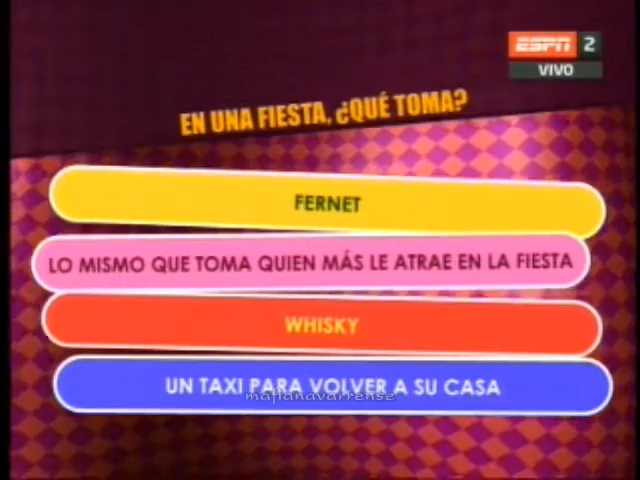 ESPN 2
VIVO
EN UNA FIESTA, ¿QUÉ TOMA?
FERNET
LO MISMO QUE TOMA QUIEN MÁS LE ATRAE EN LA FIESTA
WHISKY
UN TAXI PARA VOLVER A SU CASA
mafianavarrense